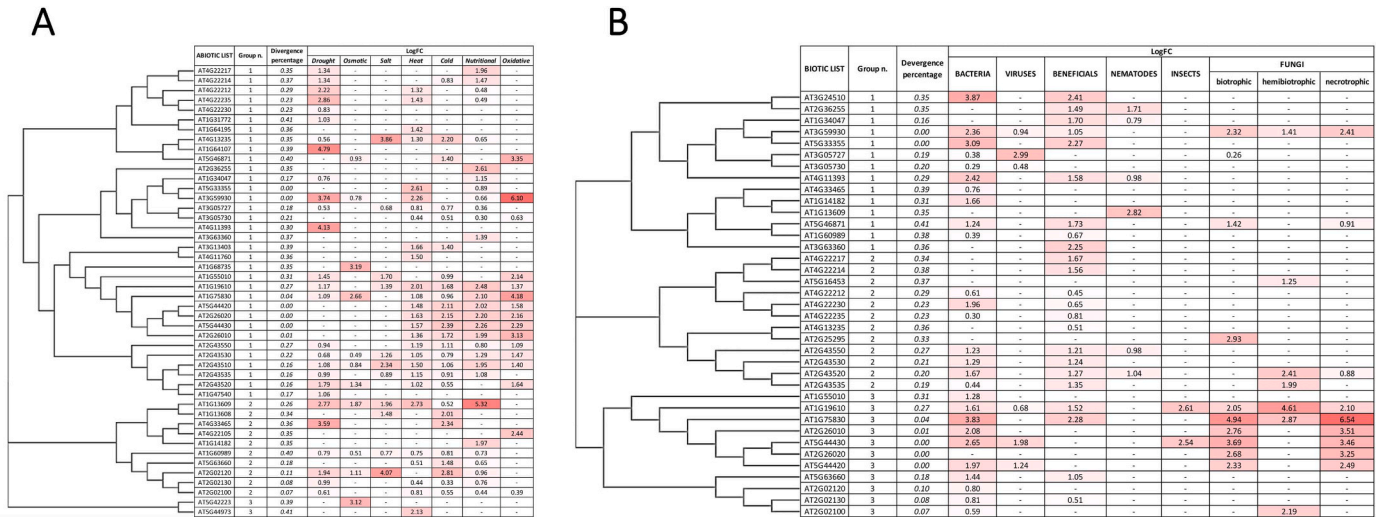 A
LogFC
ABIOTIC LIST Group n. Divergence percentage Drought Osmotic Salt Heat Cold Nutritional Oxidative
AT4G22217 1 0.35 1.34 - - - - 1.96 -
AT4G22214 1 0.37 1.34 - - - 0.83 1.47 -
AT4G22212 1 0.29 2.22 - - 1.32 - 0.48 -
AT4G22235 1 0.23 2.86 - - 1.43 - 0.49 -
AT4G22230 1 0.23 0.83 - - - - - -
AT1G31772 1 0.41 1.03 - - - - - -
AT1G64195 1 0.36 - - - 1.42 - - -
AT4G13235 1 0.35 0.56 - 3.86 1.30 2.20 0.65 -
AT1G64107 1 0.39 4.79 - - - - - -
AT5G46871 1 0.40 - 0.93 - - 1.40 - 3.35
AT2G36255 1 0.35 - - - - - 2.61 -
AT1G34047 1 0.17 0.76 - - - - 1.15 -
AT5G33355 1 0.00 - - - 2.61 - 0.89 -
AT3G59930 1 0.00 3.74 0.78 - 2.26 - 0.66 6.10
AT3G05727 1 0.18 0.53 - 0.68 0.81 0.77 0.36 -
AT3G05730 1 0.21 - - - 0.44 0.51 0.30 0.63
AT4G11393 1 0.30 4.13 - - - - - -
AT3G63360 1 0.37 - - - - - 1.39 -
AT3G13403 1 0.39 - - - 1.66 1.40 - -
AT4G11760 1 0.36 - - - 1.50 - - -
AT1G68735 1 0.35 - 3.19 - - - - -
AT1G55010 1 0.31 1.45 - 1.70 - 0.99 - 2.14
AT1G19610 1 0.27 1.17 - 1.39 2.01 1.68 2.48 1.37
AT1G75830 1 0.04 1.09 2.66 - 1.08 0.96 2.10 4.18
AT5G44420 1 0.00 - - - 1.48 2.11 2.02 1.58
AT2G26020 1 0.00 - - - 1.63 2.15 2.20 2.16
AT5G44430 1 0.00 - - - 1.57 2.39 2.26 2.29
AT2G26010 1 0.01 - - - 1.36 1.72 1.99 3.13
AT2G43550 1 0.27 0.94 - - 1.19 1.11 0.80 1.09
AT2G43530 1 0.22 0.68 0.49 1.26 1.05 0.79 1.29 1.47
AT2G43510 1 0.16 1.08 0.84 2.34 1.50 1.06 1.95 1.40
AT2G43535 1 0.16 0.99 - 0.89 1.15 0.91 1.08 -
AT2G43520 1 0.16 1.79 1.34 - 1.02 0.55 - 1.64
AT1G47540 1 0.17 1.06 - - - - - -
AT1G13609 2 0.26 2.77 1.87 1.96 2.73 0.52 5.32 -
AT1G13608 2 0.34 - - 1.48 - 2.01 - -
AT4G33465 2 0.36 3.59 - - - 2.34 - -
AT4G22105 2 0.35 - - - - - - 2.44
AT1G14182 2 0.35 - - - - - 1.97 -
AT1G60989 2 0.40 0.79 0.51 0.77 0.75 0.81 0.73 -
AT5G63660 2 0.18 - - - 0.51 1.48 0.65 -
AT2G02120 2 0.11 1.94 1.11 4.07 - 2.81 0.96 -
AT2G02130 2 0.08 0.99 - - 0.44 0.33 0.76 -
AT2G02100 2 0.07 0.61 - - 0.81 0.55 0.44 0.39
AT5G42223 3 0.39 - 3.12 - - - - -
AT5G44973 3 0.41 - - - 2.13 - - -
B
LogFC
BIOTIC LIST Group n. Devergence percentage BACTERIA VIRUSES BENEFICIALS NEMATODES INSECTS FUNGI
biotrophic hemibiotrophic necrotrophic
AT3G24510 1 0.35 3.87 - 2.41 - - - - -
AT2G36255 1 0.35 - - 1.49 1.71 - - - -
AT1G34047 1 0.16 - - 1.70 0.79 - - - -
AT3G59930 1 0.00 2.36 0.94 1.05 - - 2.32 1.41 2.41
AT5G33355 1 0.00 3.09 - 2.27 - - - - -
AT3G05727 1 0.19 0.38 2.99 - - - 0.26 - -
AT3G05730 1 0.20 0.29 0.48 - - - - - -
AT4G11393 1 0.29 2.42 - 1.58 0.98 - - - -
AT4G33465 1 0.39 0.76 - - - - - - -
AT1G14182 1 0.31 1.66 - - - - - - -
AT1G13609 1 0.35 - - - 2.82 - - - -
AT5G46871 1 0.41 1.24 - 1.73 - - 1.42 - 0.91
AT1G60989 1 0.38 0.39 - 0.67 - - - - -
AT3G63360 1 0.36 - - 2.25 - - - - -
AT4G22217 2 0.34 - - 1.67 - - - - -
AT4G22214 2 0.38 - - 1.56 - - - - -
AT5G16453 2 0.37 - - - - - - 1.25 -
AT4G22212 2 0.29 0.61 - 0.45 - - - - -
AT4G22230 2 0.23 1.96 - 0.65 - - - - -
AT4G22235 2 0.23 0.30 - 0.81 - - - - -
AT4G13235 2 0.36 - - 0.51 - - - - -
AT2G25295 2 0.33 - - - - - 2.93 - -
AT2G43550 2 0.27 1.23 - 1.21 0.98 - - - -
AT2G43530 2 0.21 1.29 - 1.24 - - - - -
AT2G43520 2 0.20 1.67 - 1.27 1.04 - - 2.41 0.88
AT2G43535 2 0.19 0.44 - 1.35 - - - 1.99 -
AT1G55010 3 0.31 1.28 - - - - - - -
AT1G19610 3 0.27 1.61 0.68 1.52 - 2.61 2.05 4.61 2.10
AT1G75830 3 0.04 3.83 - 2.28 - - 4.94 2.87 6.54
AT2G26010 3 0.01 2.08 - - - - 2.76 - 3.51
AT5G44430 3 0.00 2.65 1.98 - - 2.54 3.69 - 3.46
AT2G26020 3 0.00 - - - - - 2.68 - 3.25
AT5G44420 3 0.00 1.97 1.24 - - - 2.33 - 2.49
AT5G63660 3 0.18 1.44 - 1.05 - - - - -
AT2G02120 3 0.10 0.80 - - - - - - -
AT2G02130 3 0.08 0.81 - 0.51 - - - - -
AT2G02100 3 0.07 0.59 - - - - - 2.19 -